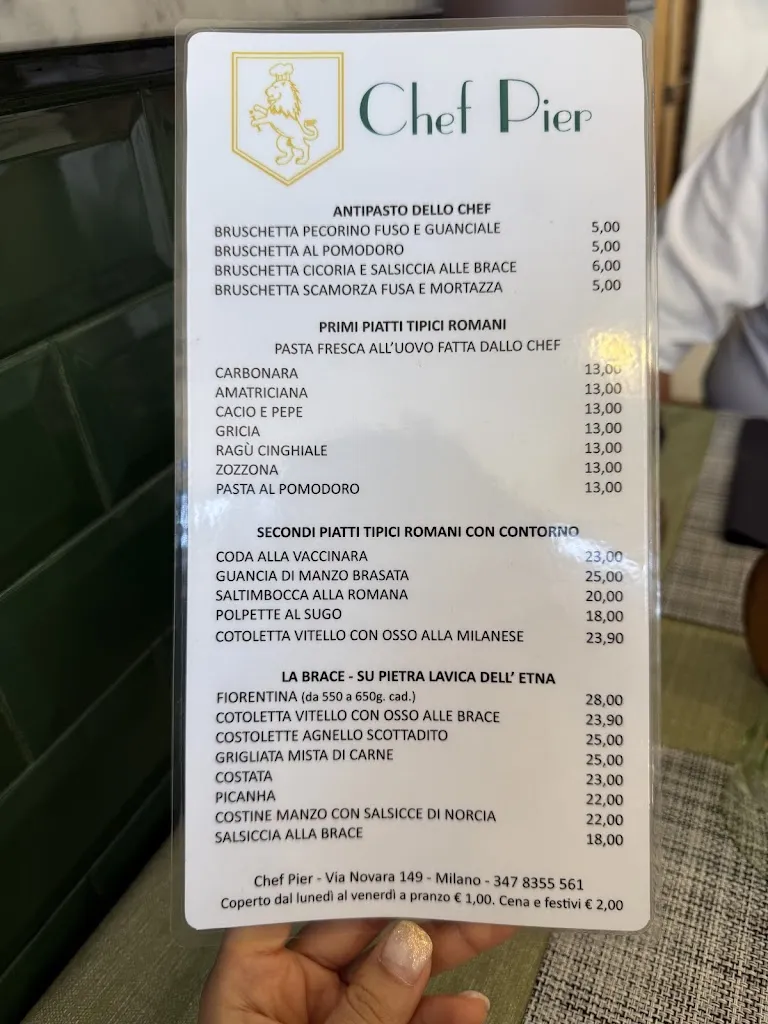 Chef Pier
ANTIPASTO DELLO CHEF
BRUSCHETTA PECORINO FUSO E GUANCIALE 5,00
BRUSCHETTA AL POMODORO 5,00
BRUSCHETTA CICORIA E SALSICCIA ALLE BRACE 6,00
BRUSCHETTA SCAMORZA FUSA E MORTAZZA 5,00
PRIMI PIATTI TIPICI ROMANI
PASTA FRESCA ALL'UOVO FATTA DALLO CHEF
CARBONARA 13,00
AMATRICIANA 13,00
CACIO E PEPE 13,00
GRICIA 13,00
RAGÙ CINGHIALE 13,00
ZOZZONA 13,00
PASTA AL POMODORO 13,00
SECONDI PIATTI TIPICI ROMANI CON CONTORNO
CODA ALLA VACCINARA 23,00
GUANCIA DI MANZO BRASATA 25,00
SALTIMBOCCA ALLA ROMANA 20,00
POLPETTE AL SUGO 18,00
COTOLETTA VITELLO CON OSSO ALLA MILANESE 23,90
LA BRACE - SU PIETRA LAVICA DELL' ETNA
FIORENTINA (da 550 a 650g. cad.) 28,00
COTOLETTA VITELLO CON OSSO ALLE BRACE 23,90
COSTOLETTE AGNELLO SCOTTADITO 25,00
GRIGLIATA MISTA DI CARNE 25,00
COSTATA 23,00
PICANHA 22,00
COSTINE MANZO CON SALSICCE DI NORCIA 22,00
SALSICCIA ALLA BRACE 18,00
Chef Pier - Via Novara 149 - Milano - 347 8355 561
Coperto dal lunedì al venerdì a pranzo € 1,00. Cena e festivi € 2,00